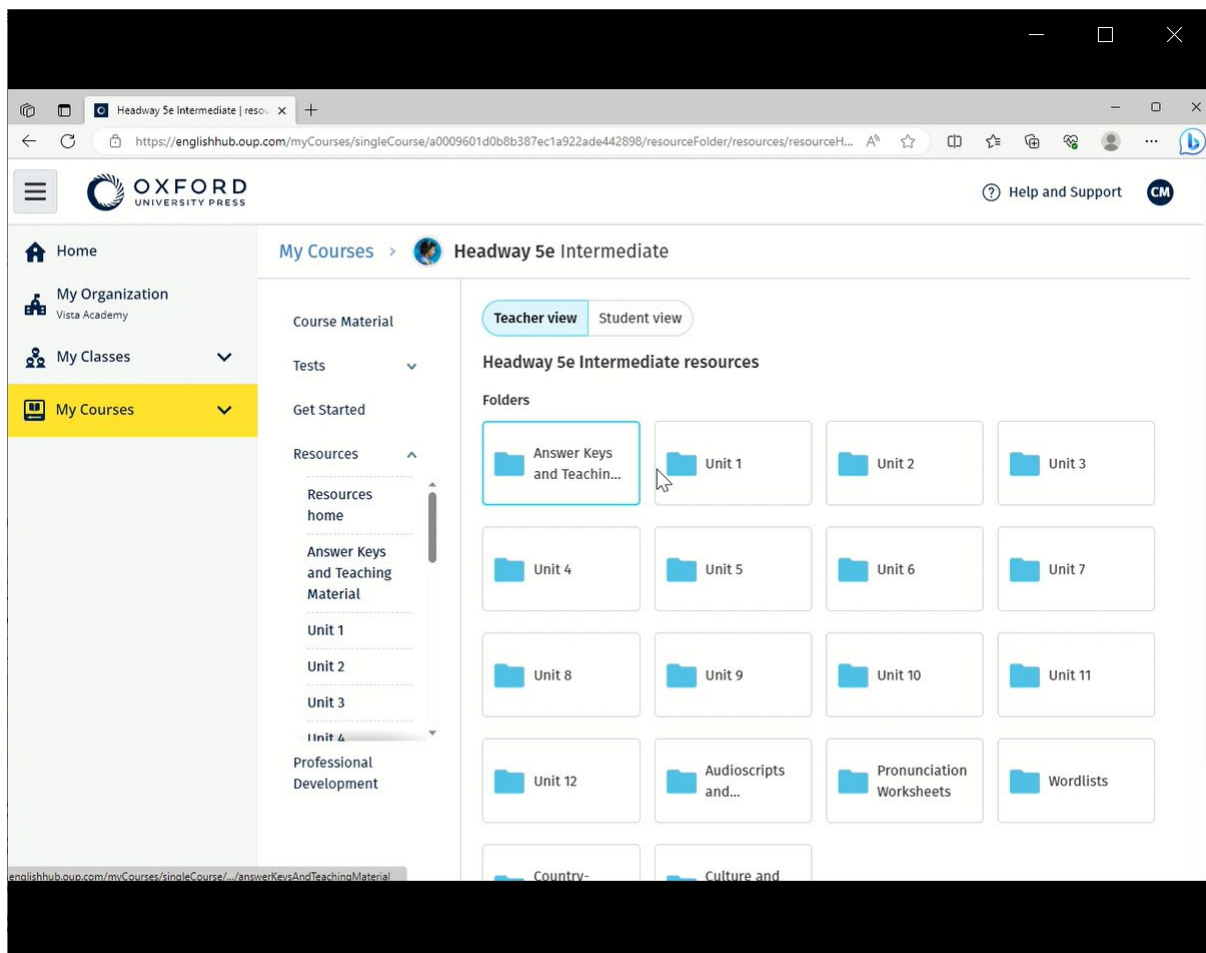 Headway 5e Intermediate | resou
https://englishhub.oup.com/myCourses/singleCourse/a0009601d0b8b387ec1a922ade442898/resourceFolder/resources/resourceH...
OXFORD
UNIVERSITY PRESS
Help and Support
CM
Home
My Organization
Vista Academy
My Classes
My Courses
My Courses > Headway 5e Intermediate
Course Material
Tests
Get Started
Resources
Resources
home
Answer Keys
and Teaching
Material
Unit 1
Unit 2
Unit 3
Unit 4
Professional
Development
Teacher view
Student view
Headway 5e Intermediate resources
Folders
Answer Keys
and Teachin...
Unit 1
Unit 2
Unit 3
Unit 4
Unit 5
Unit 6
Unit 7
Unit 8
Unit 9
Unit 10
Unit 11
Unit 12
Audioscripts
and...
Pronunciation
Worksheets
Wordlists
Country-
Culture and
englishhub.oup.com/myCourses/singleCourse/.../answerKeysAndTeachingMaterial